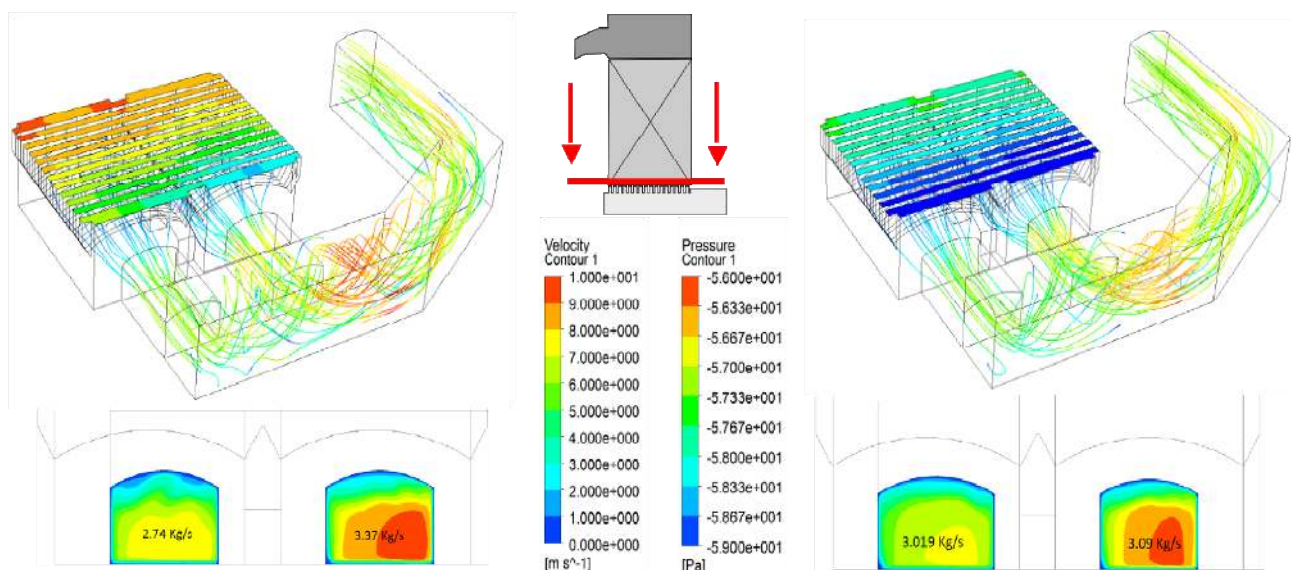 Velocity
Contour 1
1.000e+001
9.000e+000
8.000e+000
7.000e+000
6.000e+000
5.000e+000
4.000e+000
3.000e+000
2.000e+000
1.000e+000
0.000e+000
[m s^-1]
Pressure
Contour 1
-5.600e+001
-5.633e+001
-5.667e+001
-5.700e+001
-5.733e+001
-5.767e+001
-5.800e+001
-5.833e+001
-5.867e+001
-5.900e+001
[Pa]
2.74 Kg/s
3.37 Kg/s
3.019 Kg/s
3.09 Kg/s